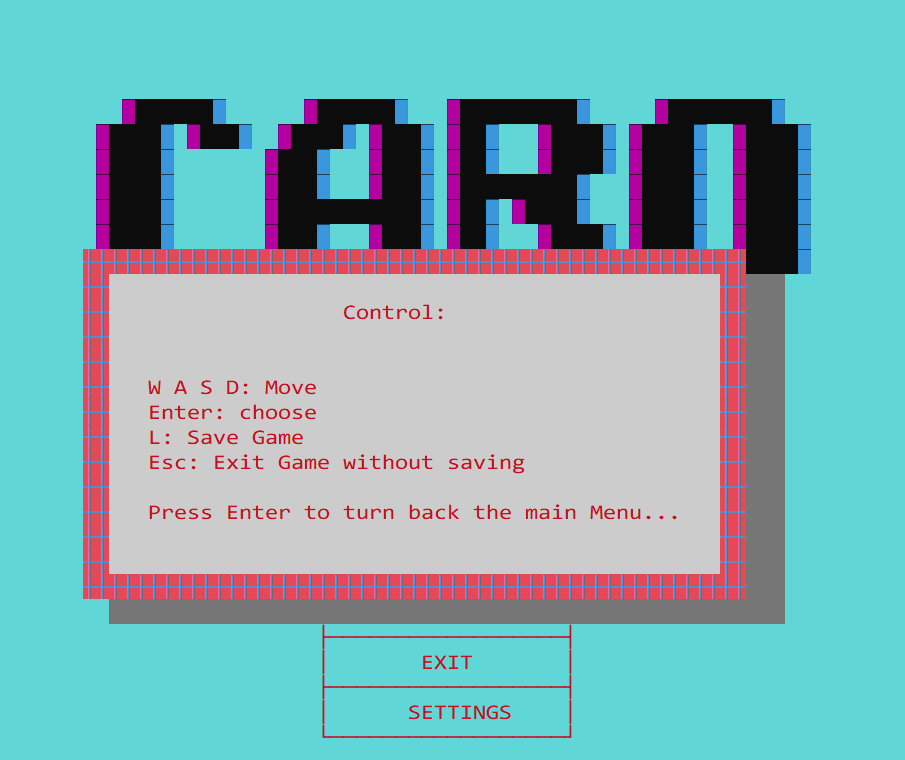 Control:
W A S D: Move
Enter: choose
L: Save Game
Esc: Exit Game without saving
Press Enter to turn back the main Menu...
EXIT
SETTINGS